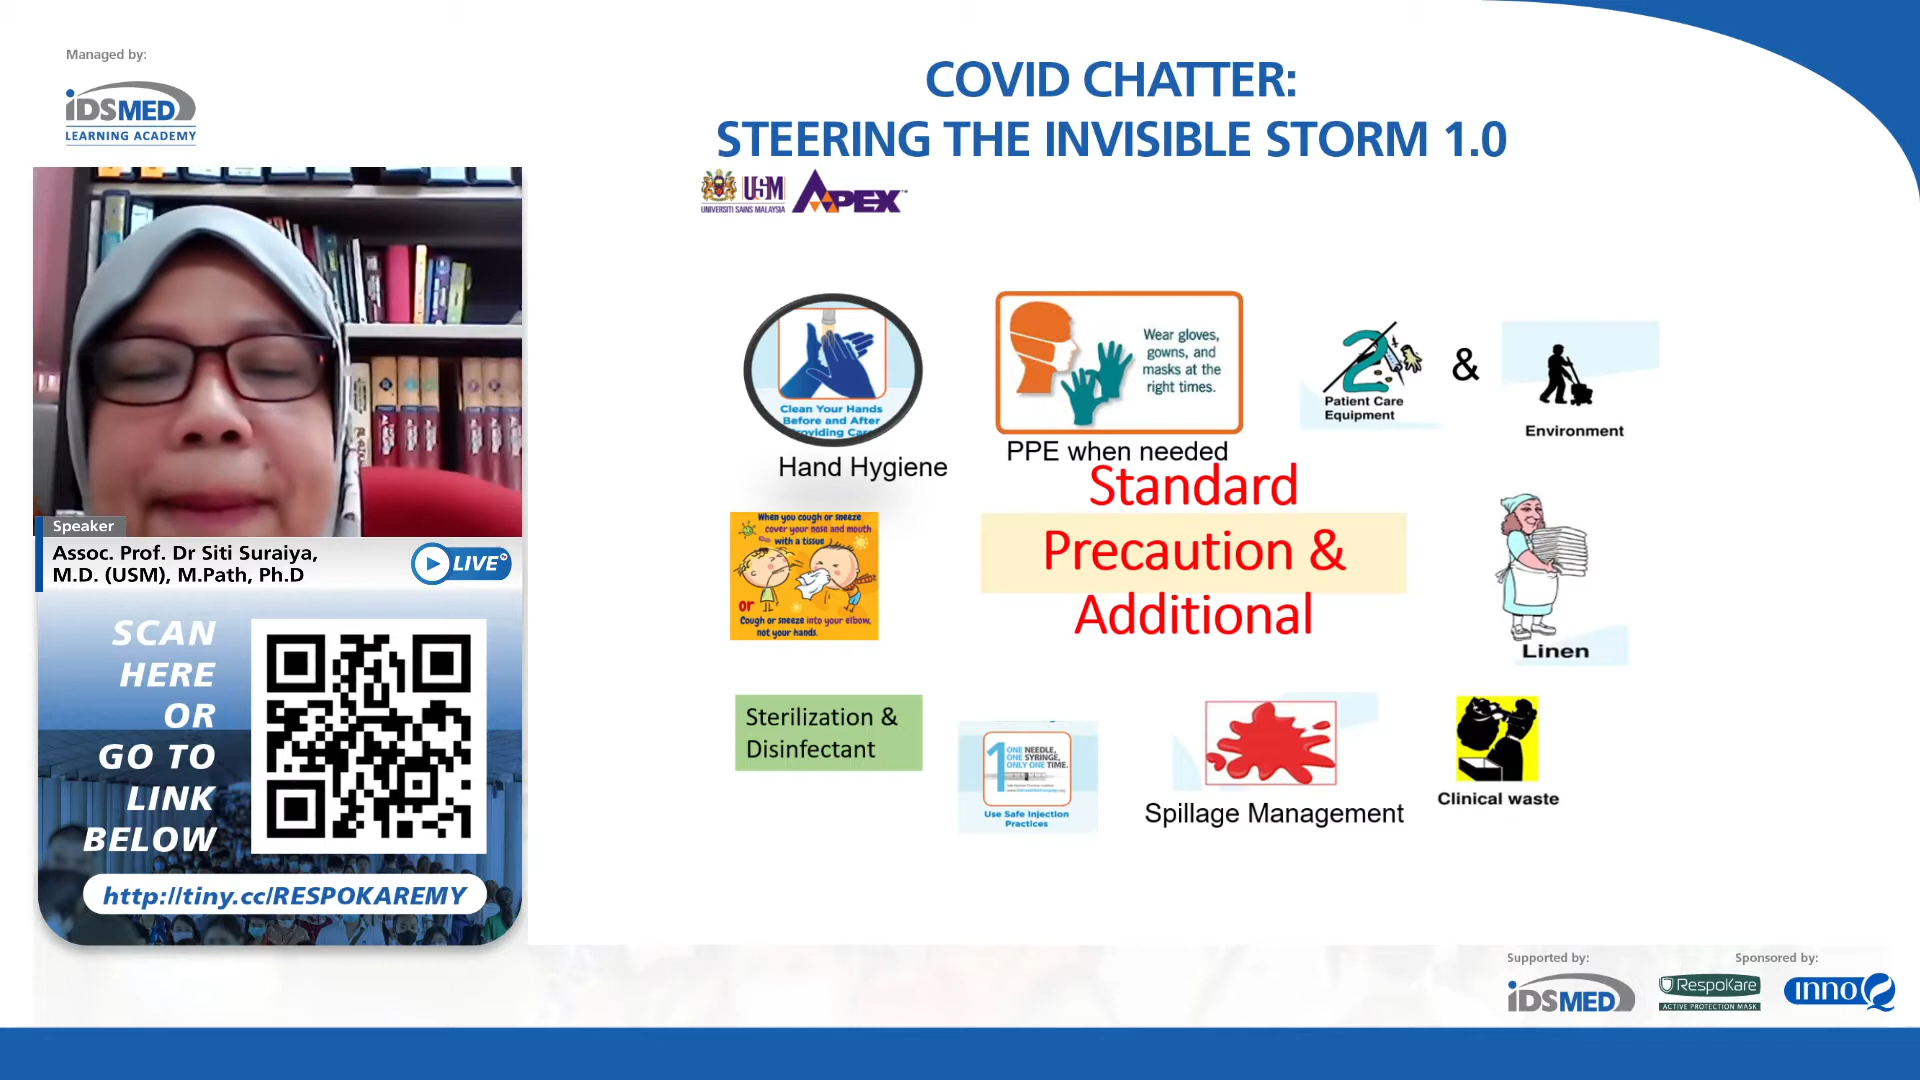 Managed by:
iDSMED
LEARNING ACADEMY
COVID CHATTER:
STEERING THE INVISIBLE STORM 1.0
USM
UNIVERSITI SAINS MALAYSIA
APEX™
Speaker
Assoc. Prof. Dr Siti Suraiya,
M.D. (USM), M.Path, Ph.D
LIVE
SCAN
HERE
OR
GO TO
LINK
BELOW
http://tiny.cc/RESPOKAREMY
Clean Your Hands
Before and After
Providing Care
Hand Hygiene
Wear gloves,
gowns, and
masks at the
right times.
PPE when needed
2
Patient Care
Equipment
&
Environment
When you cough or sneeze
cover your nose and mouth
with a tissue
or
Cough or sneeze into your elbow,
not your hands.
Standard
Precaution &
Additional
Linen
Sterilization &
Disinfectant
1 ONE NEEDLE,
ONE SYRINGE,
ONLY ONE TIME.
Use Safe Injection
Practices
Spillage Management
Clinical waste
Supported by:
iDSMED
Sponsored by:
RespoKare
ACTIVE PROTECTION MASK
INNOQ